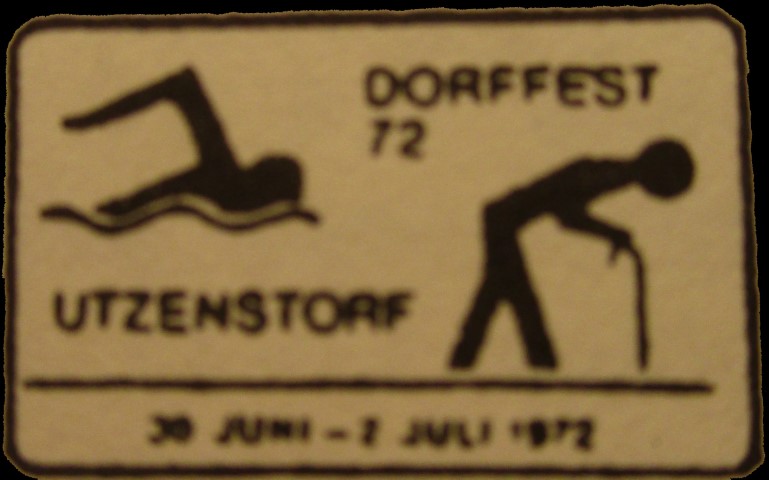 DORFFEST
72
UTZENSTORF
30 JUNI - 2 JULI 1972